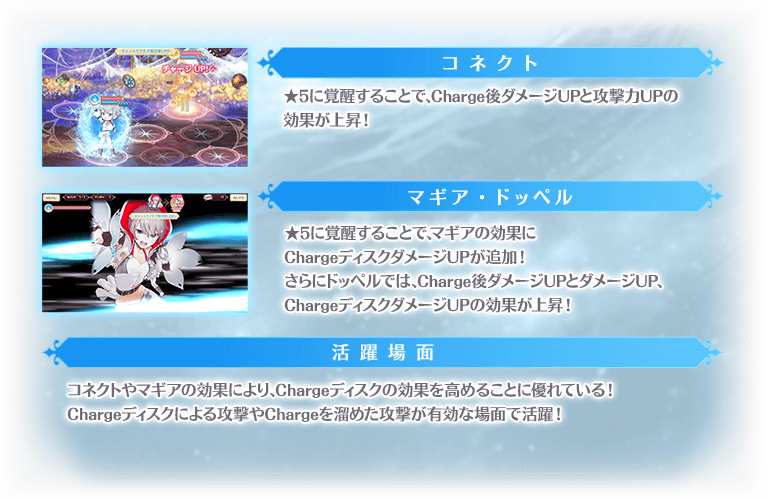 チャージUP!
コネクト
★5に覚醒することで、Charge後ダメージUPと攻撃力UPの
効果が上昇!
MENU
AUTO
マギア・ドッペル
★5に覚醒することで、マギアの効果に
ChargeディスクダメージUPが追加!
さらにドッペルでは、Charge後ダメージUPとダメージUP、
ChargeディスクダメージUPの効果が上昇!
活躍場面
コネクトやマギアの効果により、Chargeディスクの効果を高めることに優れている!
Chargeディスクによる攻撃やChargeを溜めた攻撃が有効な場面で活躍!